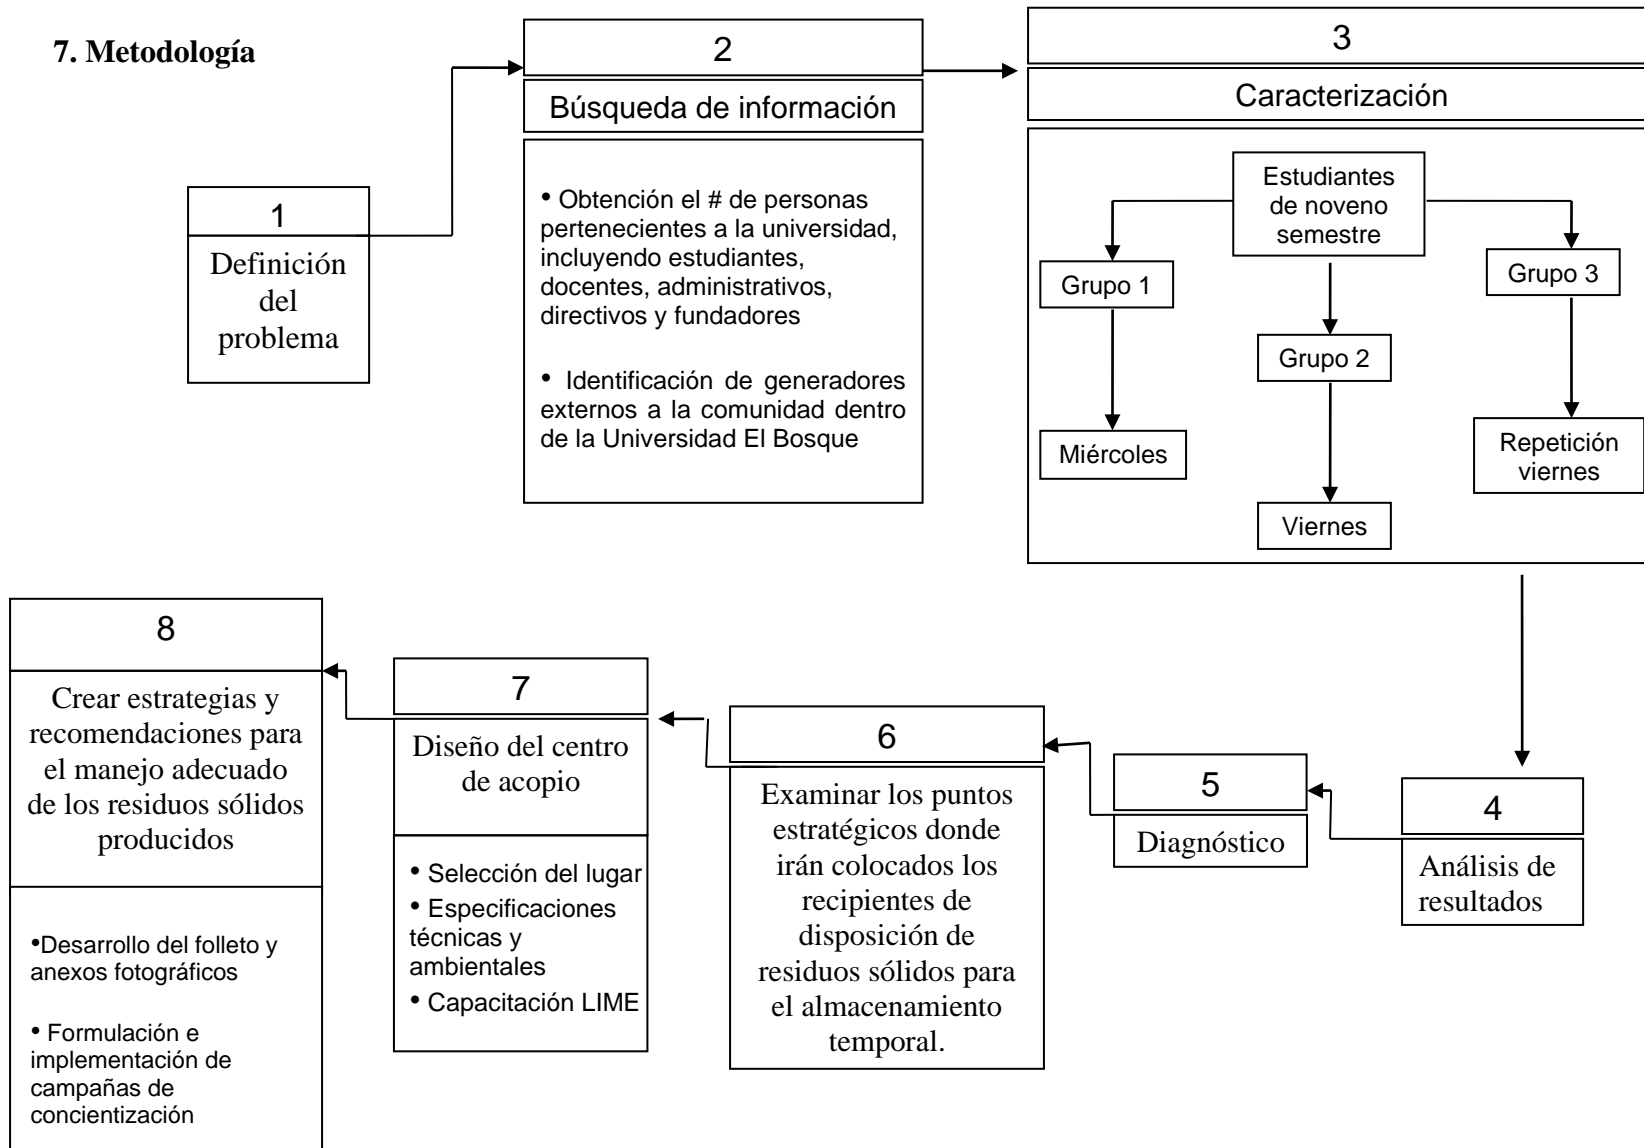 7. Metodología
1
Definición
del
problema
2
Búsqueda de información
• Obtención el # de personas
pertenecientes a la universidad,
incluyendo estudiantes,
docentes, administrativos,
directivos y fundadores
• Identificación de generadores
externos a la comunidad dentro
de la Universidad El Bosque
3
Caracterización
Estudiantes
de noveno
semestre
Grupo 1
Grupo 2
Grupo 3
Miércoles
Viernes
Repetición
viernes
4
Análisis de
resultados
5
Diagnóstico
6
Examinar los puntos
estratégicos donde
irán colocados los
recipientes de
disposición de
residuos sólidos para
el almacenamiento
temporal.
7
Diseño del centro
de acopio
• Selección del lugar
• Especificaciones
técnicas y
ambientales
• Capacitación LIME
8
Crear estrategias y
recomendaciones para
el manejo adecuado
de los residuos sólidos
producidos
•Desarrollo del folleto y
anexos fotográficos
• Formulación e
implementación de
campañas de
concientización